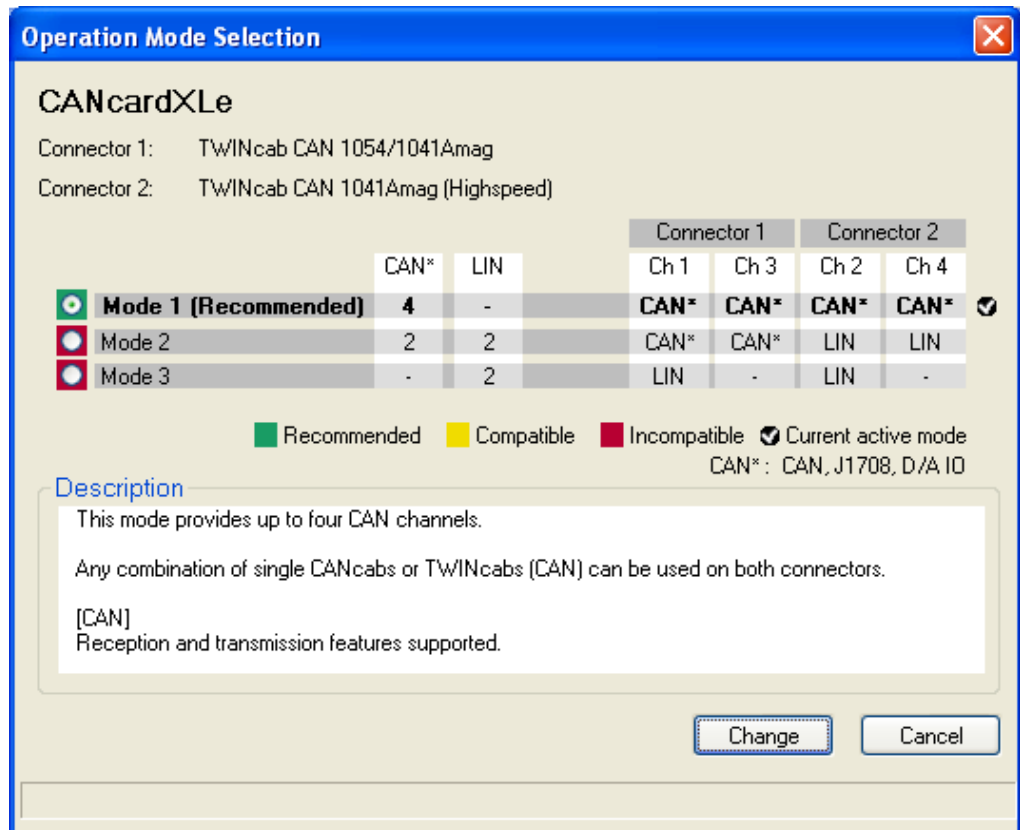 Operation Mode Selection
CANcardXLe
Connector 1: TWINcab CAN 1054/1041Amag
Connector 2: TWINcab CAN 1041Amag (Highspeed)
Connector 1 Connector 2
CAN* LIN Ch 1 Ch 3 Ch 2 Ch 4
Mode 1 (Recommended) 4 - CAN* CAN* CAN* CAN*
Mode 2 2 2 CAN* CAN* LIN LIN
Mode 3 - 2 LIN - LIN -
Recommended Compatible Incompatible Current active mode
CAN* : CAN, J1708, D/A IO
Description
This mode provides up to four CAN channels.
Any combination of single CANcabs or TWINcabs (CAN) can be used on both connectors.
[CAN]
Reception and transmission features supported.
Change Cancel